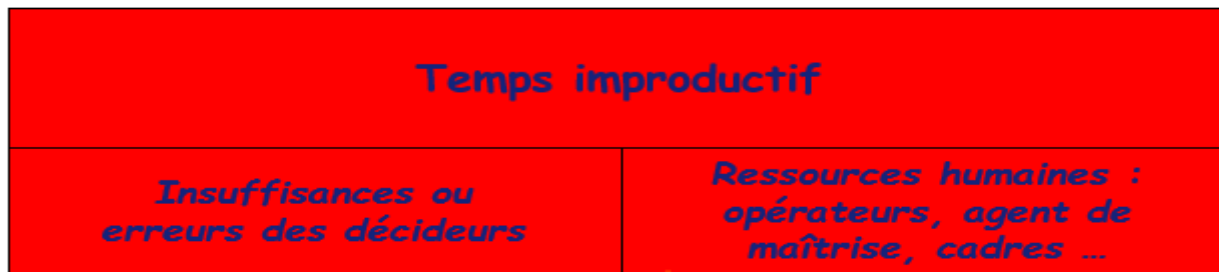 Temps improductif
Insuffisances ou
erreurs des décideurs
Ressources humaines :
opérateurs, agent de
maîtrise, cadres ...